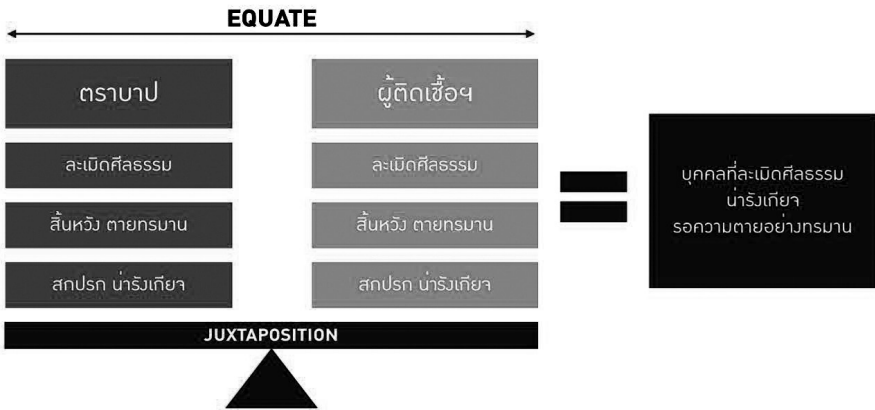 EQUATE
ตราบาป
ผู้ติดเชื้อฯ
ละเมิดศีลธรรม
ละเมิดศีลธรรม
สิ้นหวัง ตายทรมาน
สิ้นหวัง ตายทรมาน
สกปรก น่ารังเกียจ
สกปรก น่ารังเกียจ
JUXTAPOSITION
บุคคลที่ละเมิดศีลธรรม
น่ารังเกียจ
รอความตายอย่างทรมาน